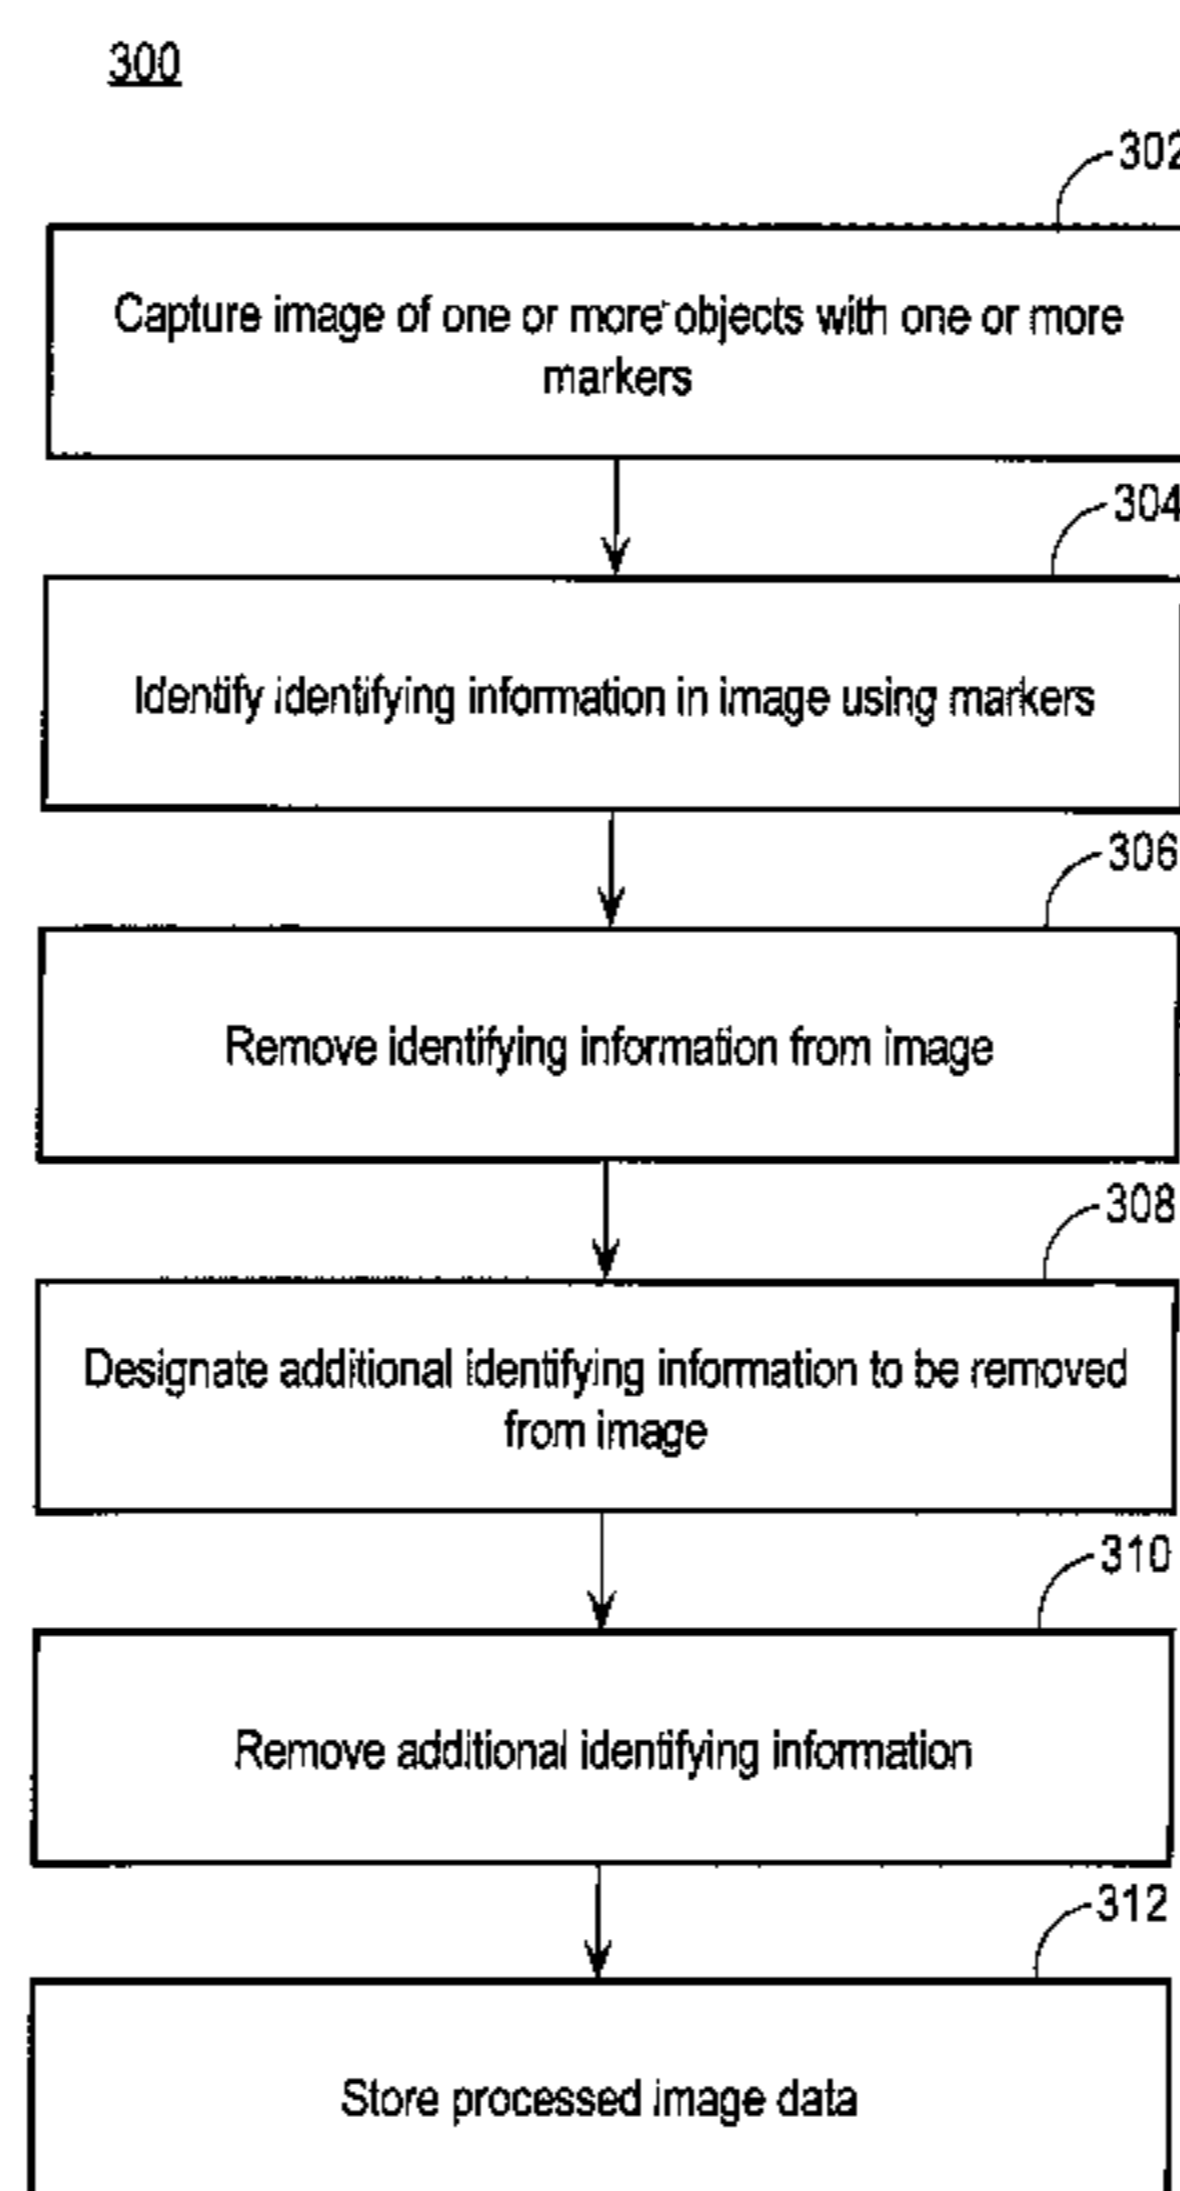 300
302
Capture image of one or more objects with one or more
markers
304
Identify identifying information in image using markers
306
Remove identifying information from image
308
Designate additional identifying information to be removed
from image
310
Remove additional identifying information
312
Store processed image data